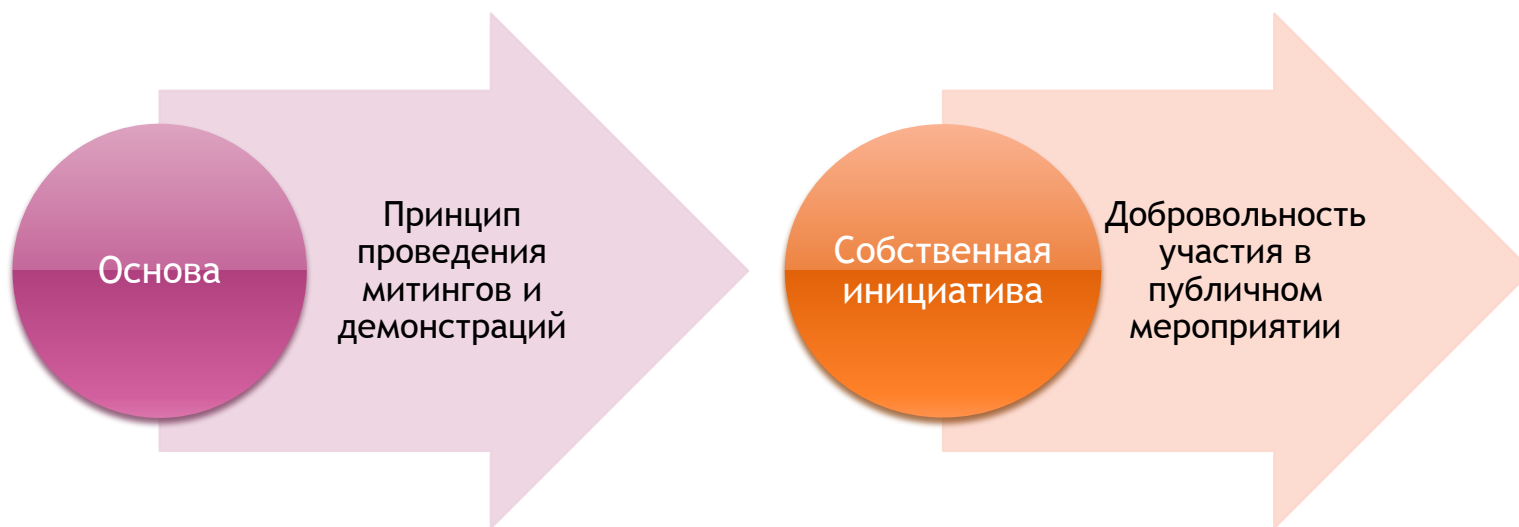 Основа
Принцип
проведения
митингов и
демонстраций
Собственная
инициатива
Добровольность
участия в
публичном
мероприятии